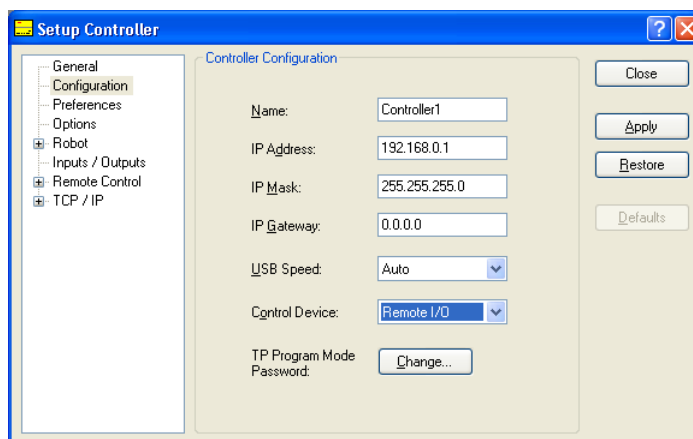 Setup Controller
General
Configuration
Preferences
Options
Robot
Inputs / Outputs
Remote Control
TCP / IP
Controller Configuration
Name: Controller1
IP Address: 192.168.0.1
IP Mask: 255.255.255.0
IP Gateway: 0.0.0.0
USB Speed: Auto
Control Device: Remote I/O
TP Program Mode
Password: Change...
Close
Apply
Restore
Defaults